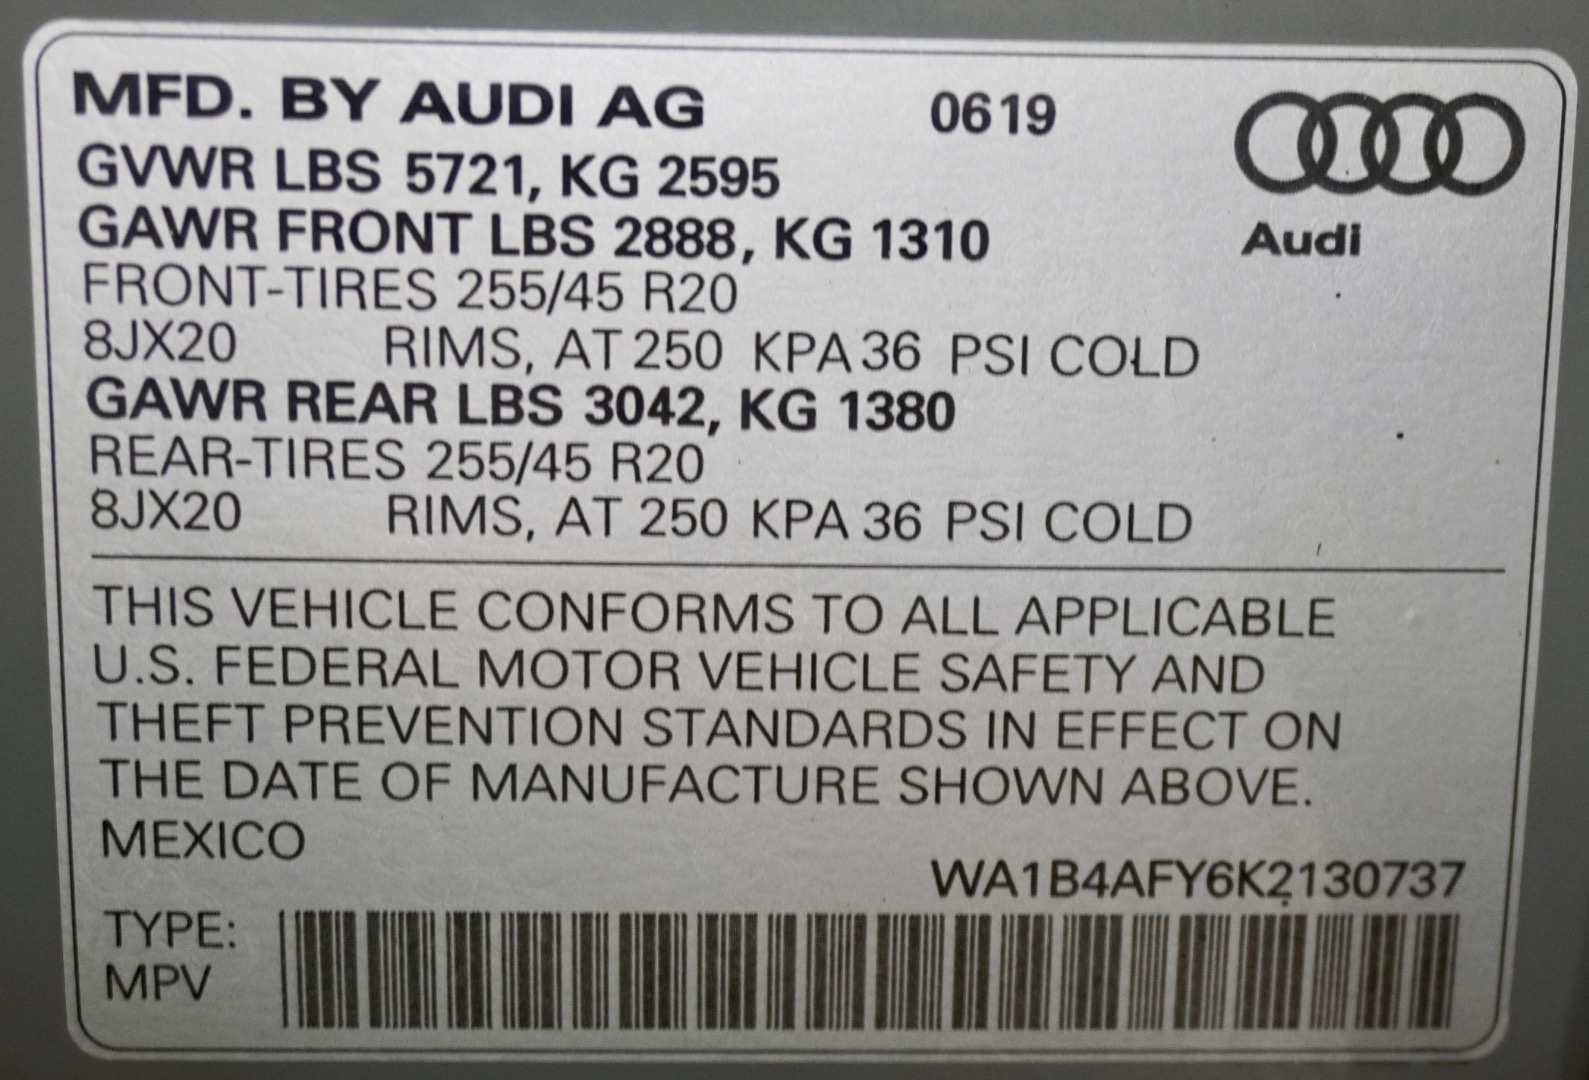 MFD. BY AUDI AG 0619
GVWR LBS 5721, KG 2595
GAWR FRONT LBS 2888, KG 1310
Audi
FRONT-TIRES 255/45 R20
8JX20 RIMS, AT 250 KPA 36 PSI COLD
GAWR REAR LBS 3042, KG 1380
REAR-TIRES 255/45 R20
8JX20 RIMS, AT 250 KPA 36 PSI COLD
THIS VEHICLE CONFORMS TO ALL APPLICABLE
U.S. FEDERAL MOTOR VEHICLE SAFETY AND
THEFT PREVENTION STANDARDS IN EFFECT ON
THE DATE OF MANUFACTURE SHOWN ABOVE.
MEXICO
WA1B4AFY6K2130737
TYPE:
MPV